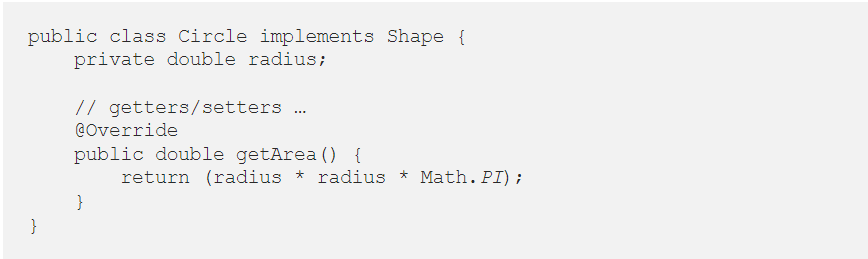 public class Circle implements Shape {
    private double radius;

    // getters/setters …
    @Override
    public double getArea() {
        return (radius * radius * Math.PI);
    }
}